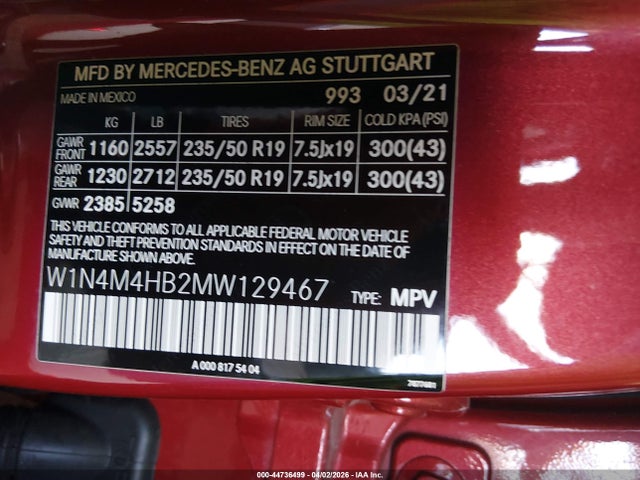 MFD BY MERCEDES-BENZ AG STUTTGART
MADE IN MEXICO 993 03/21
KG LB TIRES RIM SIZE COLD KPA(PSI)
GAWR FRONT 1160 2557 235/50 R19 7.5Jx19 300(43)
GAWR REAR 1230 2712 235/50 R19 7.5Jx19 300(43)
GVWR 2385 5258
THIS VEHICLE CONFORMS TO ALL APPLICABLE FEDERAL MOTOR VEHICLE
SAFETY AND THEFT PREVENTION STANDARDS IN EFFECT ON THE DATE OF
MANUFACTURE SHOWN ABOVE.
W1N4M4HB2MW129467 TYPE: MPV
A 000 817 54 04
000-44736499 - 04/02/2026 - IAA Inc.